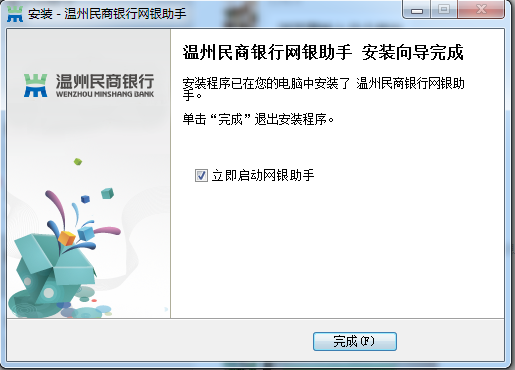 安装 - 温州民商银行网银助手
温州民商银行
WENZHOU MINSHANG BANK
温州民商银行网银助手 安装向导完成
安装程序已在您的电脑中安装了 温州民商银行网银助
手。
单击“完成”退出安装程序。
立即启动网银助手
完成(F)